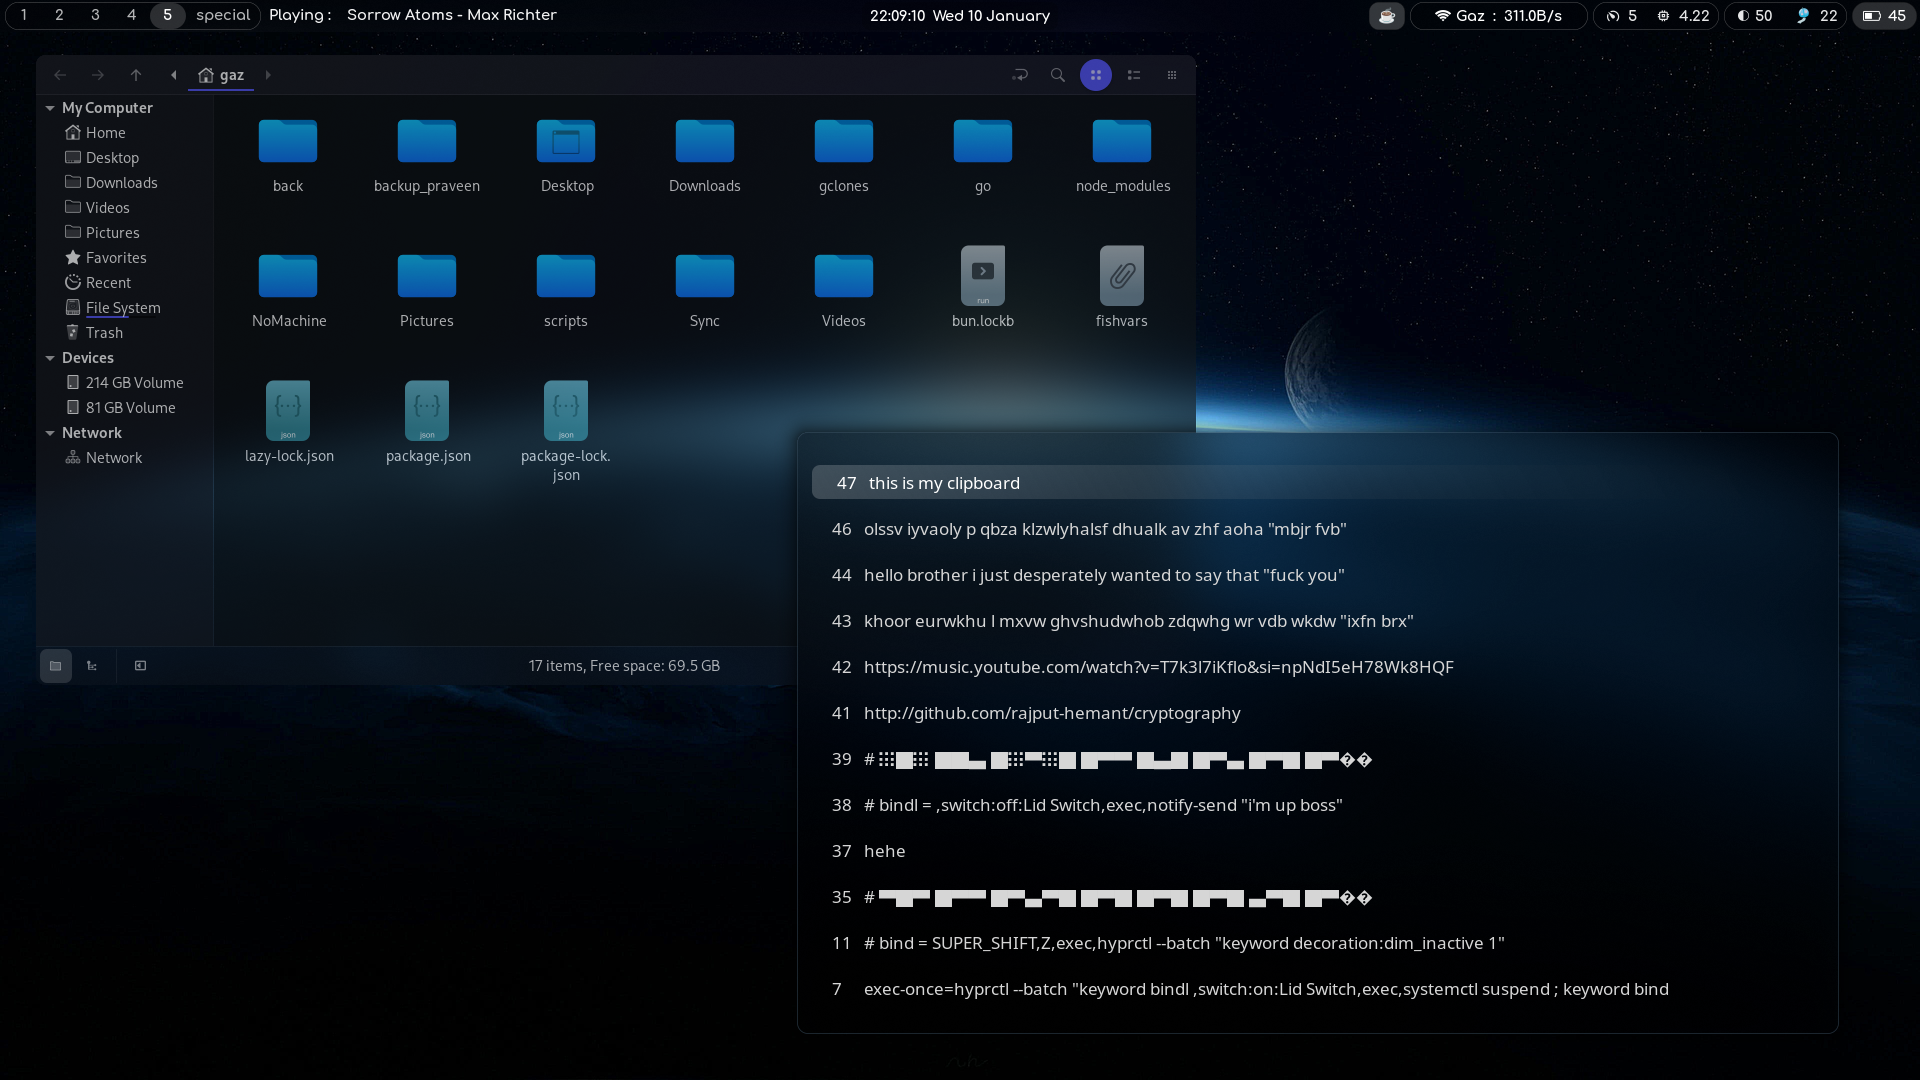 1 2 3 4 5 special Playing : Sorrow Atoms - Max Richter
22:09:10 Wed 10 January
Gaz : 311.0B/s 5 4.22 50 22 45
gaz
My Computer
Home
Desktop
Downloads
Videos
Pictures
Favorites
Recent
File System
Trash
Devices
214 GB Volume
81 GB Volume
Network
Network
back backup_praveen Desktop Downloads gclones go node_modules
run
NoMachine Pictures scripts Sync Videos bun.lockb fishvars
json json json
lazy-lock.json package.json package-lock.
json
17 items, Free space: 69.5 GB
47 this is my clipboard
46 olssv iyvaoly p qbza klzwlyhalsf dhualk av zhf aoha "mbjr fvb"
44 hello brother i just desperately wanted to say that "fuck you"
43 khoor eurwkhu l mxvw ghvshudwhob zdqwhg wr vdb wkdw "ixfn brx"
42 https://music.youtube.com/watch?v=T7k3l7iKflo&si=npNdI5eH78Wk8HQF
41 http://github.com/rajput-hemant/cryptography
39 #
38 # bindl = ,switch:off:Lid Switch,exec,notify-send "i'm up boss"
37 hehe
35 #
11 # bind = SUPER_SHIFT,Z,exec,hyprctl --batch "keyword decoration:dim_inactive 1"
7 exec-once=hyprctl --batch "keyword bindl ,switch:on:Lid Switch,exec,systemctl suspend ; keyword bind